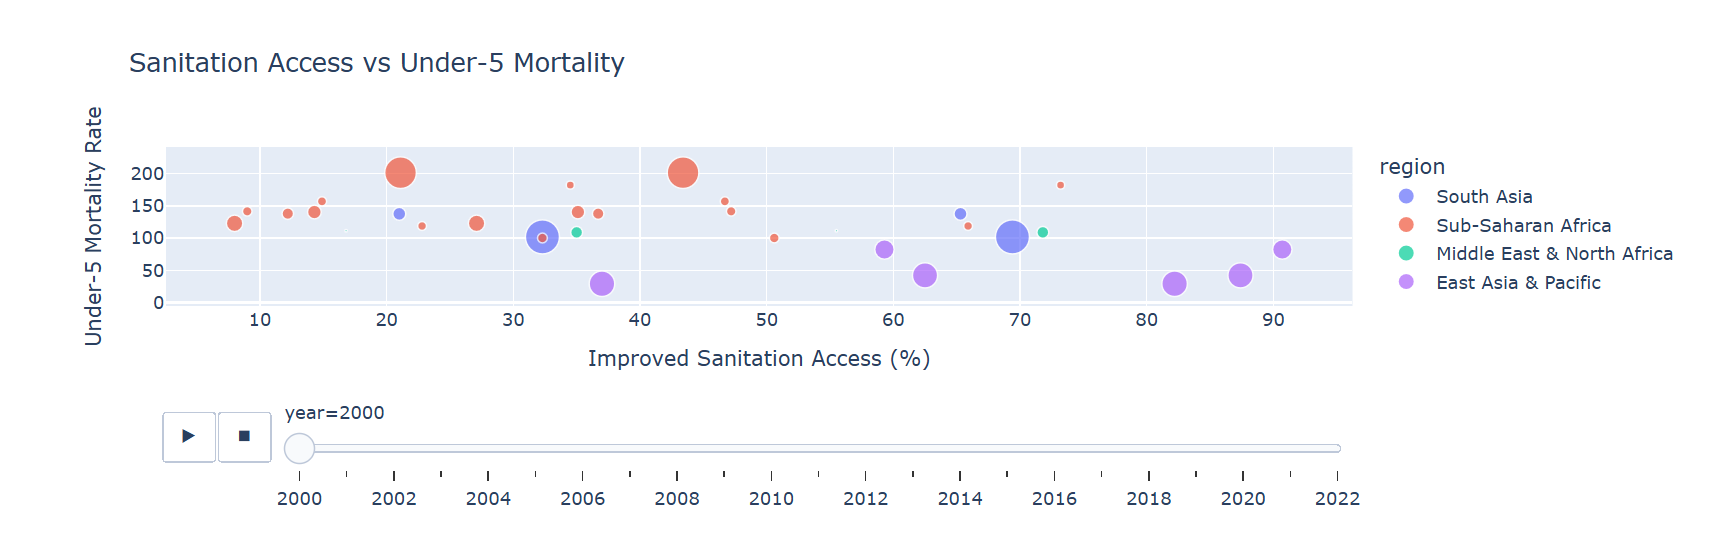 Sanitation Access vs Under-5 Mortality
Under-5 Mortality Rate
200
150
100
50
0
10 20 30 40 50 60 70 80 90
Improved Sanitation Access (%)
region
South Asia
Sub-Saharan Africa
Middle East & North Africa
East Asia & Pacific
year=2000
2000 2002 2004 2006 2008 2010 2012 2014 2016 2018 2020 2022